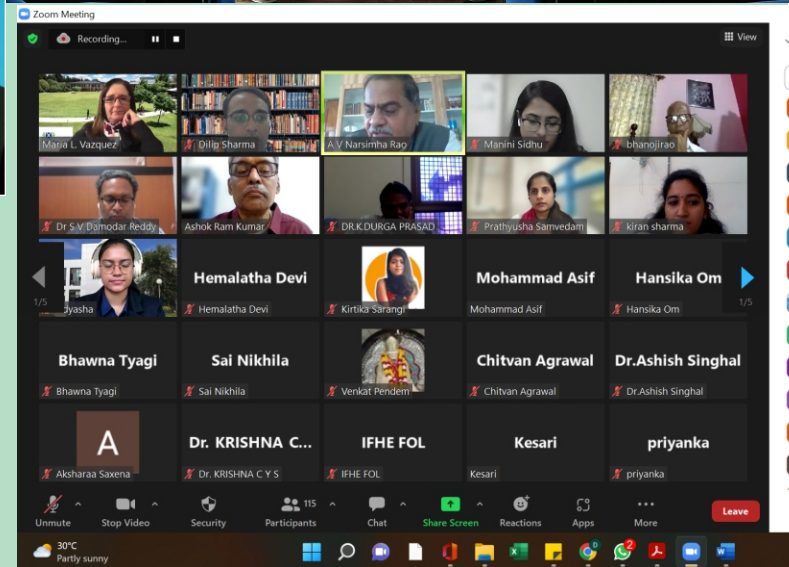 Zoom Meeting
Recording...
View
Maria L. Vazquez
Dilip Sharma
A V Narsimha Rao
Manini Sidhu
bhanojirao
Dr S V Damodar Reddy
Ashok Ram Kumar
DR.K.DURGA PRASAD
Prathyusha Samvedam
kiran sharma
1/5
dyasha
Hemalatha Devi
Hemalatha Devi
Kirtika Sarangi
Mohammad Asif
Mohammad Asif
Hansika Om
Hansika Om
1/5
Bhawna Tyagi
Bhawna Tyagi
Sai Nikhila
Sai Nikhila
Venkat Pendem
Chitvan Agrawal
Chitvan Agrawal
Dr.Ashish Singhal
Dr.Ashish Singhal
A
Aksharaa Saxena
Dr. KRISHNA C...
Dr. KRISHNA C Y S
IFHE FOL
IFHE FOL
Kesari
Kesari
priyanka
priyanka
Unmute
Stop Video
Security
115
Participants
Chat
Share Screen
Reactions
Apps
More
Leave
30°C
Partly sunny
2